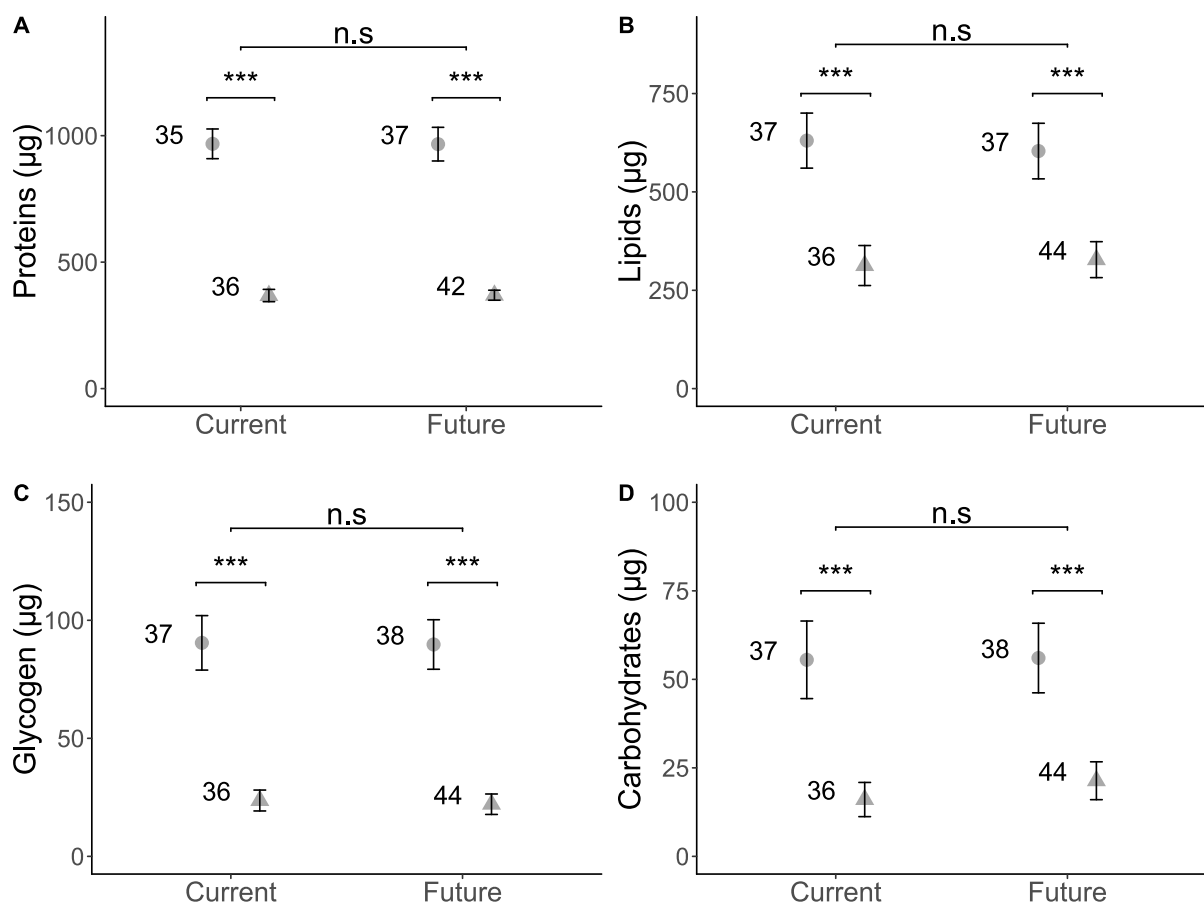 A
Proteins (µg)
1000
500
0
n.s
***
***
35
37
36
42
Current
Future
B
Lipids (µg)
750
500
250
0
n.s
***
***
37
37
36
44
Current
Future
C
Glycogen (µg)
150
100
50
0
n.s
***
***
37
38
36
44
Current
Future
D
Carbohydrates (µg)
100
75
50
25
0
n.s
***
***
37
38
36
44
Current
Future